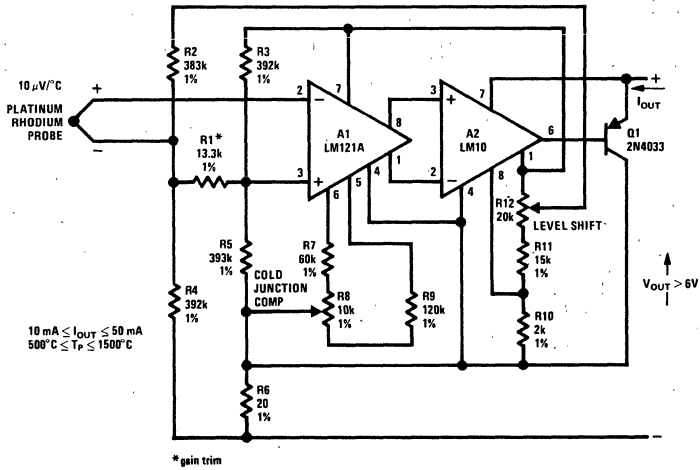 R2
383k
1%
R3
392k
1%
10 μV/°C
+
PLATINUM
RHODIUM
PROBE
−
R1*
13.3k
1%
2
−
7
A1
LM121A
8
1
3
+
6
5
4
3
+
7
A2
LM10
6
2
−
4
8
1
+
IOUT
Q1
2N4033
R12
20k
LEVEL SHIFT
R5
393k
1%
R7
60k
1%
R11
15k
1%
COLD
JUNCTION
COMP
R4
392k
1%
R8
10k
1%
R9
120k
1%
R10
2k
1%
VOUT > 6V
10 mA ≤ IOUT ≤ 50 mA
500°C ≤ TP ≤ 1500°C
R6
20
1%
−
*gain trim